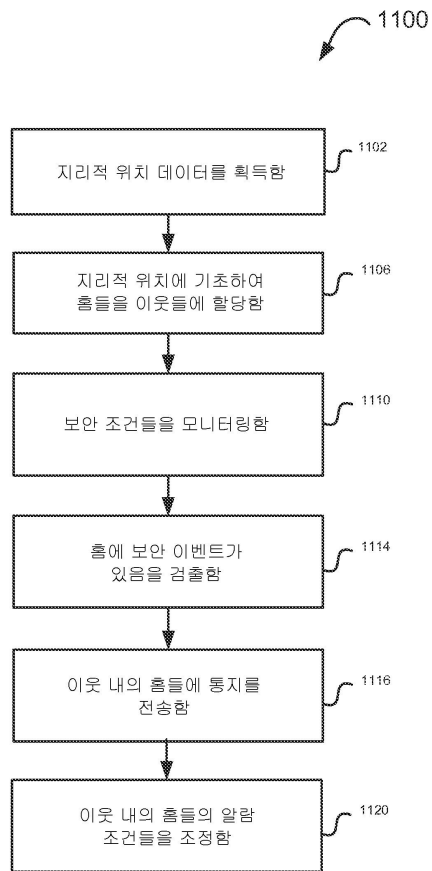 1100
지리적 위치 데이터를 획득함
1102
지리적 위치에 기초하여
홈들을 이웃들에 할당함
1106
보안 조건들을 모니터링함
1110
홈에 보안 이벤트가
있음을 검출함
1114
이웃 내의 홈들에 통지를
전송함
1116
이웃 내의 홈들의 알람
조건들을 조정함
1120